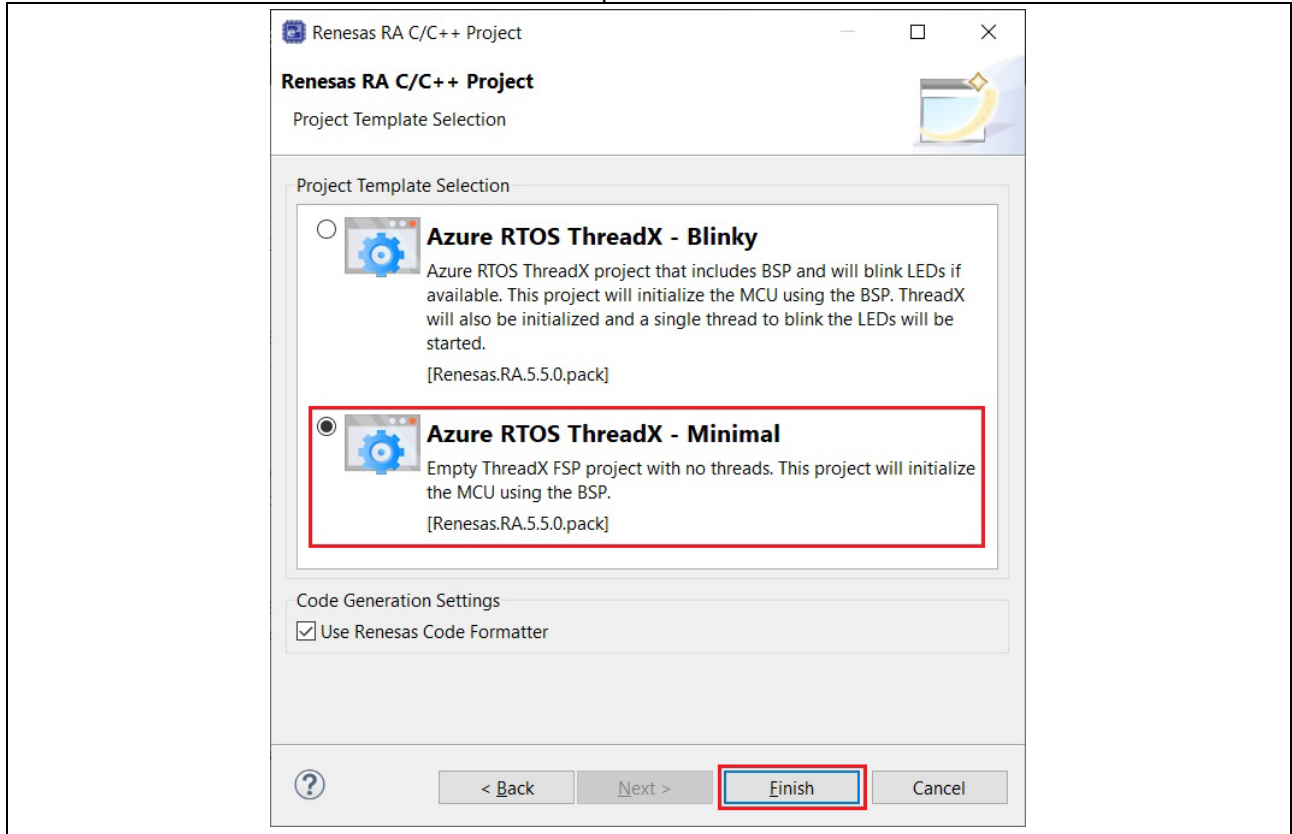 Renesas RA C/C++ Project
Renesas RA C/C++ Project
Project Template Selection
Project Template Selection
Azure RTOS ThreadX - Blinky
Azure RTOS ThreadX project that includes BSP and will blink LEDs if
available. This project will initialize the MCU using the BSP. ThreadX
will also be initialized and a single thread to blink the LEDs will be
started.
[Renesas.RA.5.5.0.pack]
Azure RTOS ThreadX - Minimal
Empty ThreadX FSP project with no threads. This project will initialize
the MCU using the BSP.
[Renesas.RA.5.5.0.pack]
Code Generation Settings
Use Renesas Code Formatter
? < Back Next > Finish Cancel